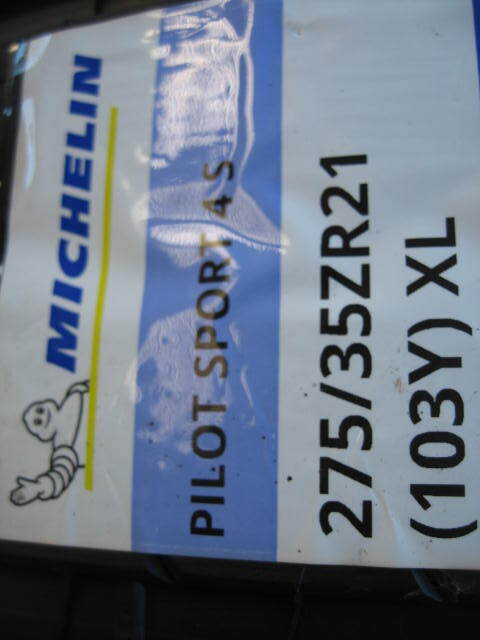 MICHELIN
PILOT SPORT 4 S
275/35ZR21
(103Y) XL